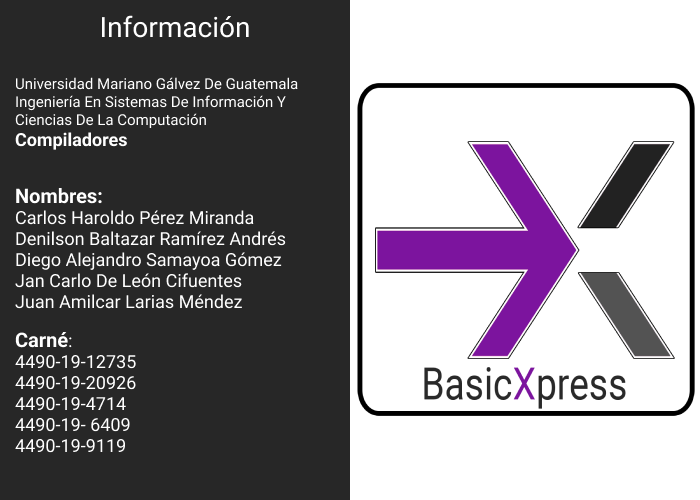 Información
Universidad Mariano Gálvez De Guatemala
Ingeniería En Sistemas De Información Y
Ciencias De La Computación
Compiladores
Nombres:
Carlos Haroldo Pérez Miranda
Denilson Baltazar Ramírez Andrés
Diego Alejandro Samayoa Gómez
Jan Carlo De León Cifuentes
Juan Amilcar Larias Méndez
Carné:
4490-19-12735
4490-19-20926
4490-19-4714
4490-19- 6409
4490-19-9119
BasicXpress